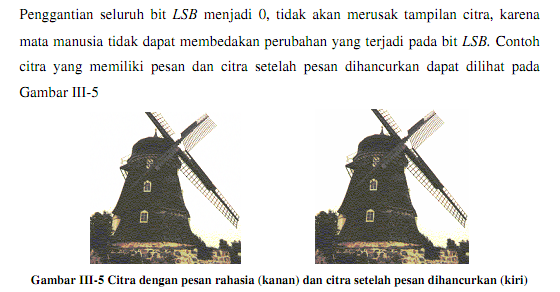 Penggantian seluruh bit LSB menjadi 0, tidak akan merusak tampilan citra, karena
mata manusia tidak dapat membedakan perubahan yang terjadi pada bit LSB. Contoh
citra yang memiliki pesan dan citra setelah pesan dihancurkan dapat dilihat pada
Gambar III-5
Gambar III-5 Citra dengan pesan rahasia (kanan) dan citra setelah pesan dihancurkan (kiri)